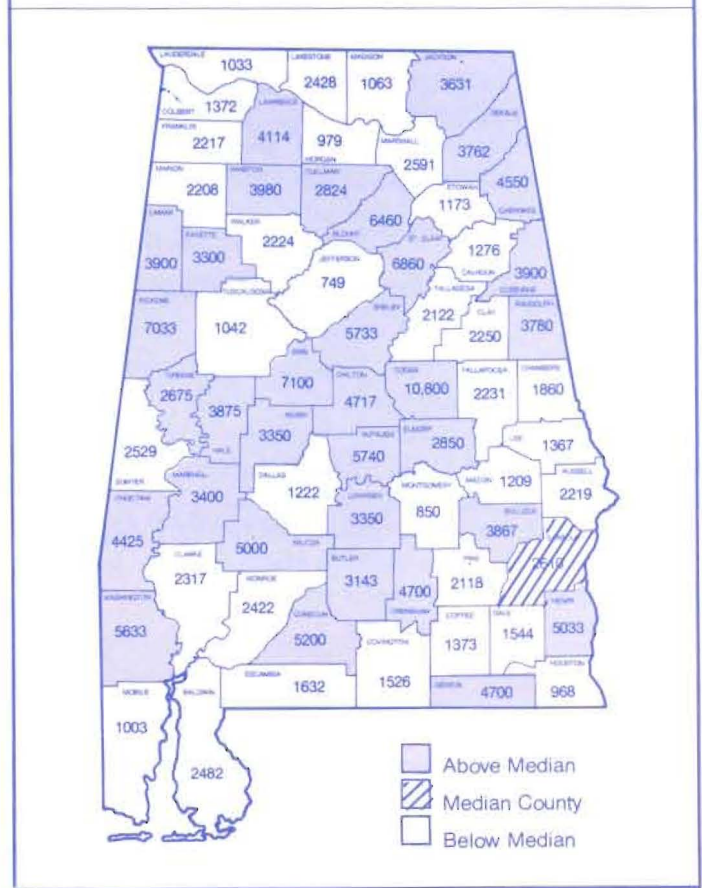 LAUDERDALE
1033
LIMESTONE
2428
MADISON
1063
JACKSON
3631
COLBERT 1372
LAWRENCE
4114
FRANKLIN
2217
979
MORGAN
MARSHALL
2591
DEKALB
3762
4550
CHEROKEE
MARION
2208
WINSTON
3980
CULLMAN
2824
ETOWAH
1173
LAMAR
3900
FAYETTE
3300
WALKER
2224
BLOUNT
6460
ST. CLAIR
6860
1276
CALHOUN
3900
CLEBURNE
JEFFERSON
749
PICKENS
7033
TUSCALOOSA
1042
SHELBY
5733
TALLADEGA
2122
CLAY
2250
RANDOLPH
3780
GREENE
2675
3875
HALE
BIBB
7100
CHILTON
4717
COOSA
10,800
TALLAPOOSA
2231
CHAMBERS
1860
2529
SUMTER
PERRY
3350
AUTAUGA
5740
ELMORE
2850
LEE
1367
MARENGO
3400
DALLAS
1222
LOWNDES
3350
MONTGOMERY
850
MACON
1209
RUSSELL
2219
CHOCTAW
4425
5000
WILCOX
BULLOCK
3867
2610
CLARKE
2317
MONROE
2422
BUTLER
3143
4700
CRENSHAW
PIKE
2118
WASHINGTON
5633
CONECUH
5200
COVINGTON
1526
COFFEE
1373
DALE
1544
HENRY
5033
ESCAMBIA
1632
GENEVA
4700
HOUSTON
968
MOBILE
1003
BALDWIN
2482
Above Median
Median County
Below Median